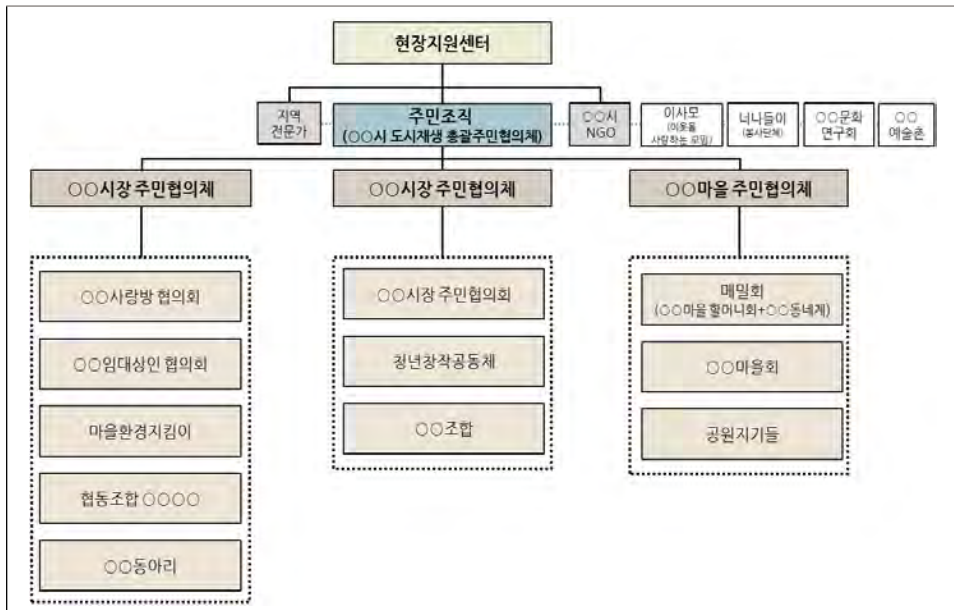 현장지원센터
지역
전문가
주민조직
(○○시 도시재생 총괄주민협의체)
○○시
NGO
이사모
(이웃을
사랑하는 모임)
너나들이
(봉사단체)
○○문화
연구회
○○
예술촌
○○시장 주민협의체
○○시장 주민협의체
○○마을 주민협의체
○○사랑방 협의회
○○임대상인 협의회
마을환경지킴이
협동조합 ○○○○
○○동아리
○○시장 주민협의회
청년창작공동체
○○조합
매밀회
(○○마을 할머니회+○○동네계)
○○마을회
공원지기들